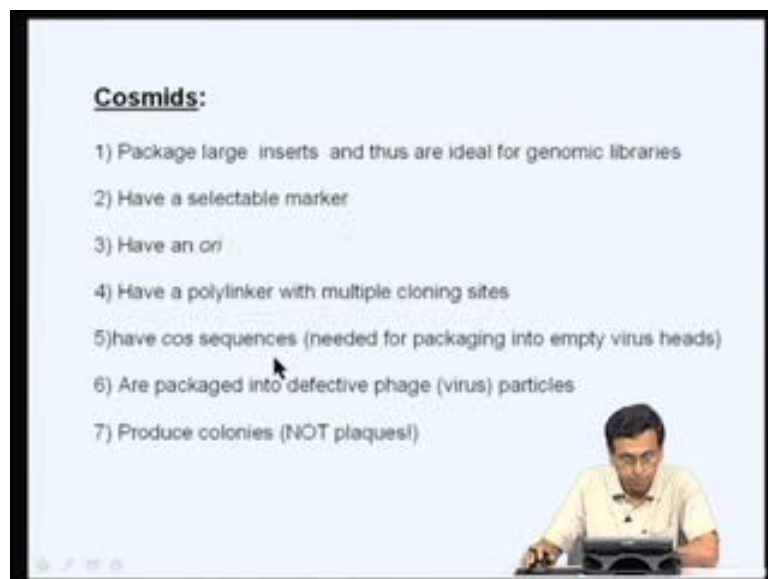 Cosmids:
1) Package large inserts and thus are ideal for genomic libraries
2) Have a selectable marker
3) Have an ori
4) Have a polylinker with multiple cloning sites
5)have cos sequences (needed for packaging into empty virus heads)
6) Are packaged into defective phage (virus) particles
7) Produce colonies (NOT plaques!)